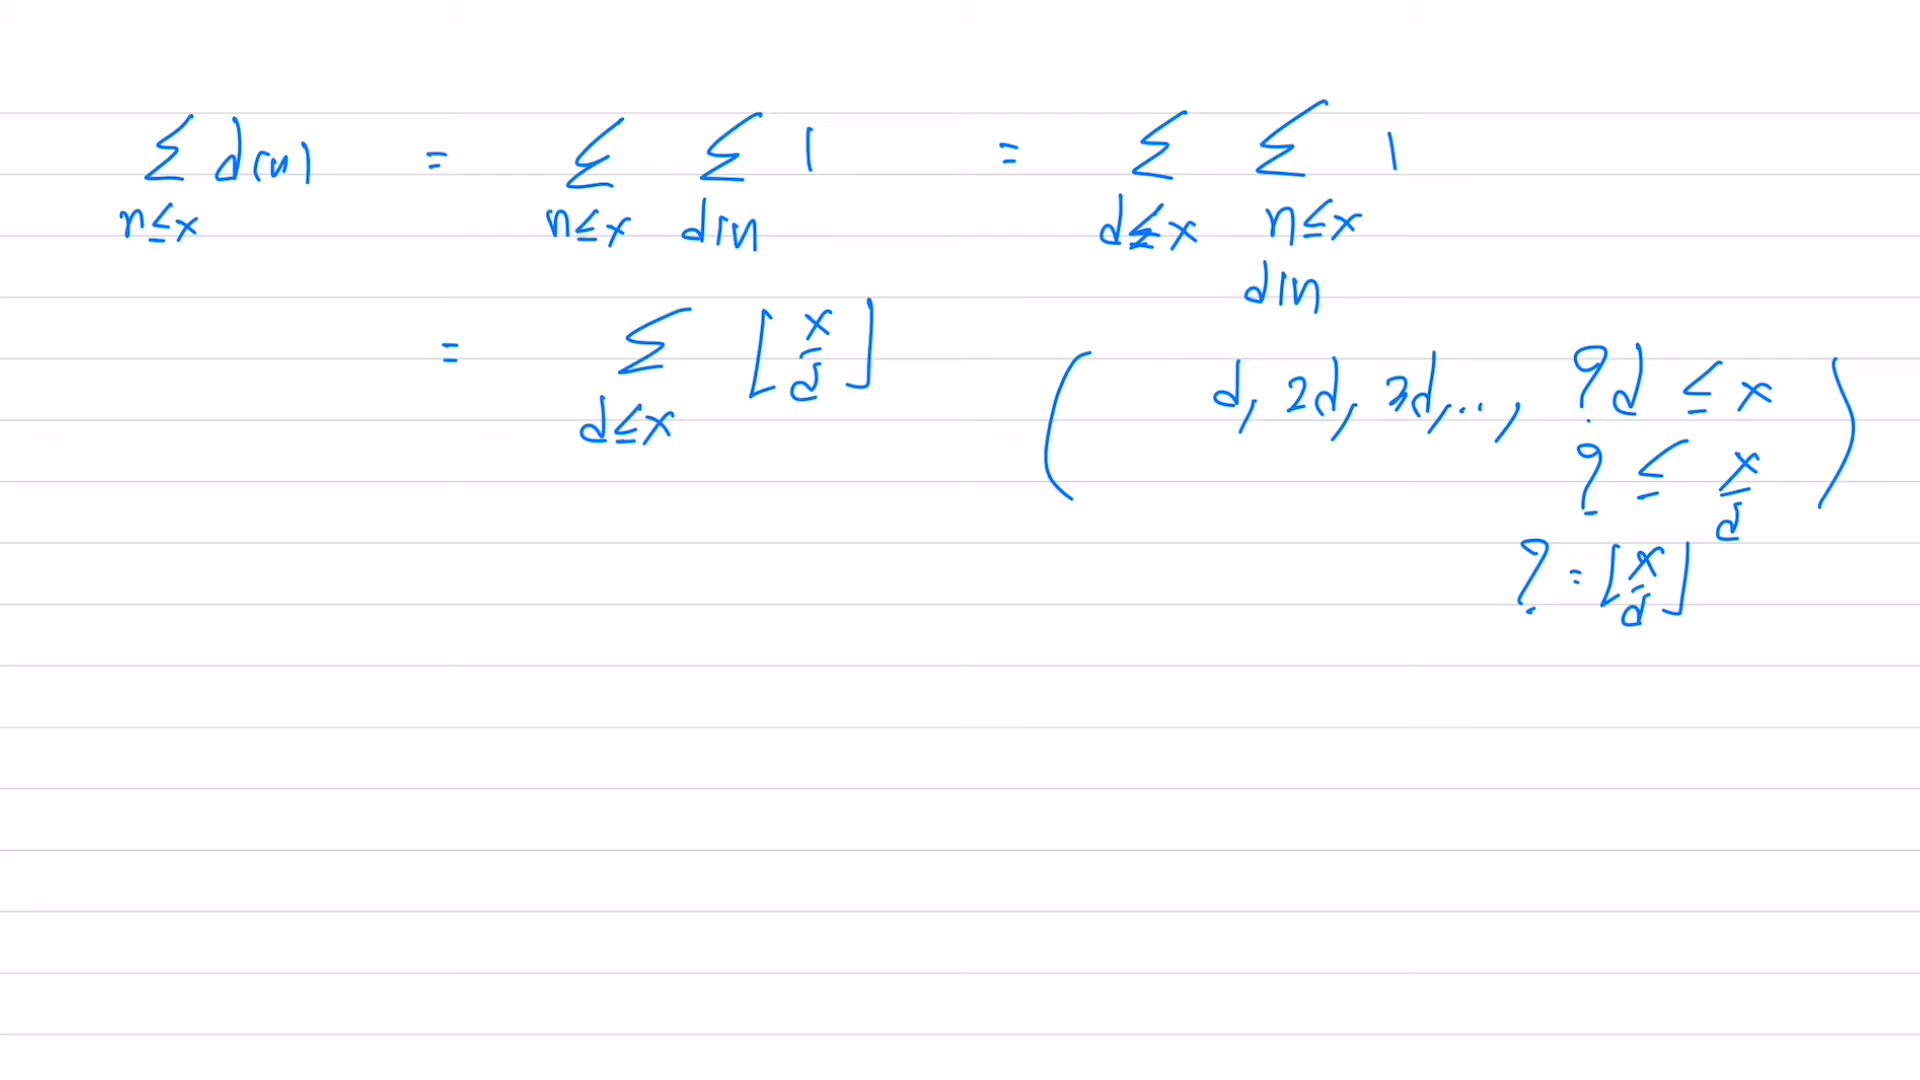 ∑ d(n) = ∑ ∑ 1 = ∑ ∑ 1
n≤x n≤x d|n d≤x n≤x
d|n
= ∑ ⌊x/d⌋ ( d, 2d, 3d, ..., ?d ≤ x
d≤x ? ≤ x/d )
? = ⌊x/d⌋